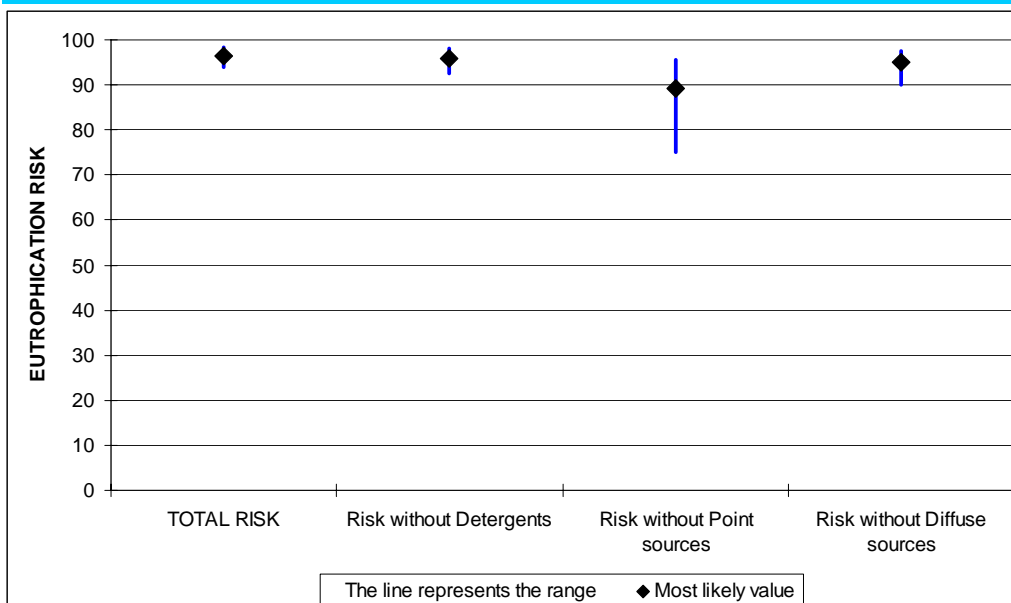 EUTROPHICATION RISK
100
90
80
70
60
50
40
30
20
10
0
TOTAL RISK
Risk without Detergents
Risk without Point
sources
Risk without Diffuse
sources
The line represents the range
Most likely value